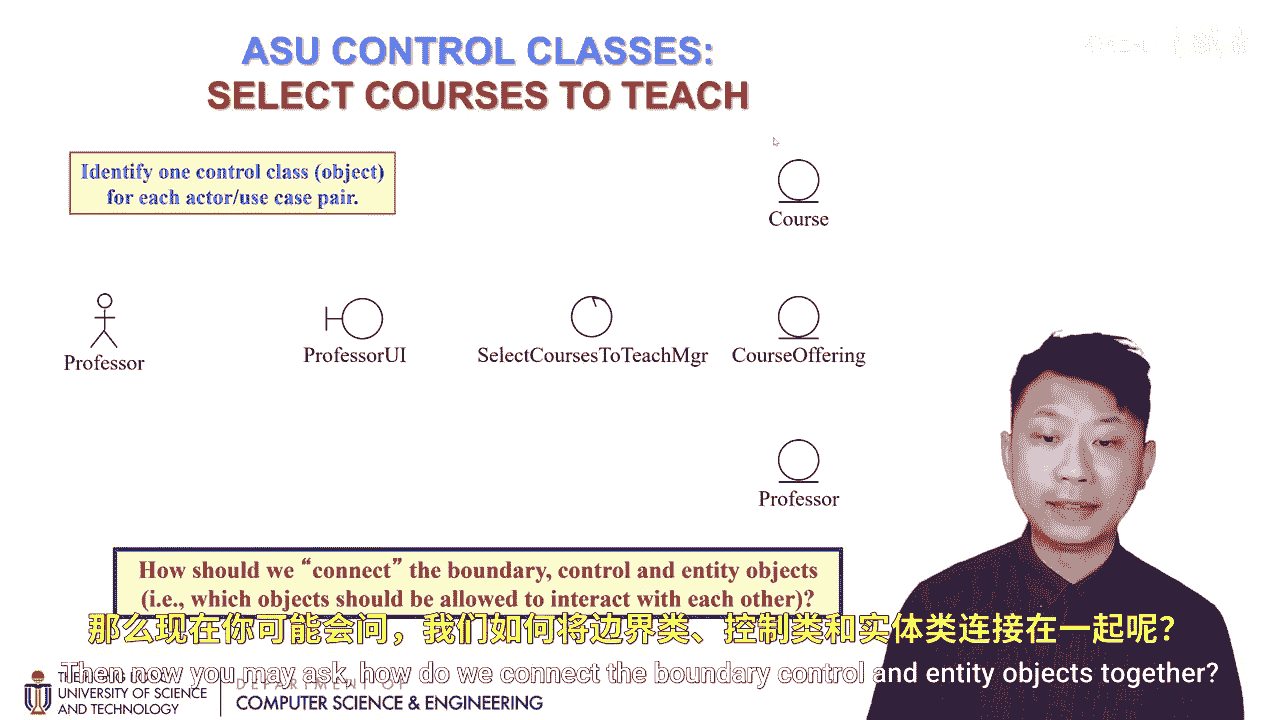 ASU CONTROL CLASSES:
SELECT COURSES TO TEACH
Identify one control class (object)
for each actor/use case pair.
Course
Professor
ProfessorUI
SelectCoursesToTeachMgr
CourseOffering
Professor
How should we “connect” the boundary, control and entity objects
(i.e., which objects should be allowed to interact with each other)?
那么现在你可能会问，我们如何将边界类、控制类和实体类连接在一起呢？
Then now you may ask, how do we connect the boundary control and entity objects together?
UNIVERSITY OF SCIENCE
AND TECHNOLOGY
DEPARTMENT OF
COMPUTER SCIENCE & ENGINEERING